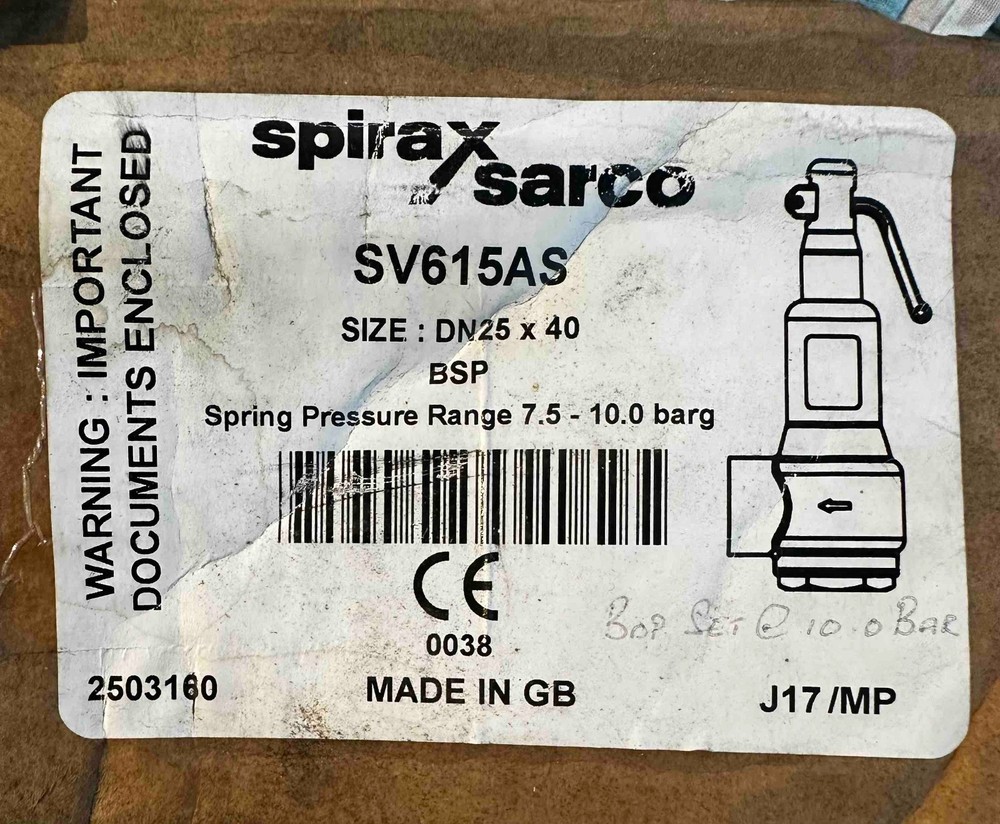 WARNING : IMPORTANT
DOCUMENTS ENCLOSED
spirax
sarco
SV615AS
SIZE : DN25 x 40
BSP
Spring Pressure Range 7.5 - 10.0 barg
CE
0038
BOP SET @ 10.0 BAR
2503160
MADE IN GB
J17/MP